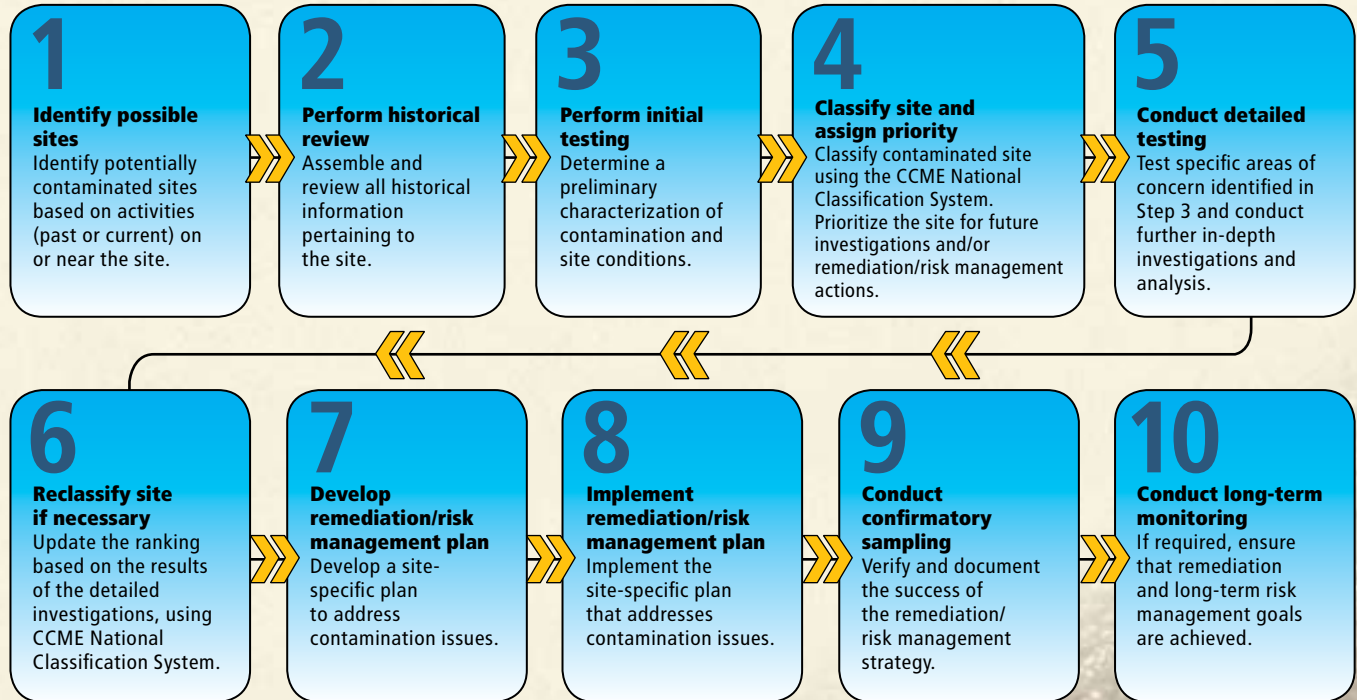 1
Identify possible
sites
Identify potentially
contaminated sites
based on activities
(past or current) on
or near the site.
2
Perform historical
review
Assemble and
review all historical
information
pertaining to
the site.
3
Perform initial
testing
Determine a
preliminary
characterization of
contamination and
site conditions.
4
Classify site and
assign priority
Classify contaminated site
using the CCME National
Classification System.
Prioritize the site for future
investigations and/or
remediation/risk management
actions.
5
Conduct detailed
testing
Test specific areas of
concern identified in
Step 3 and conduct
further in-depth
investigations and
analysis.
6
Reclassify site
if necessary
Update the ranking
based on the results
of the detailed
investigations, using
CCME National
Classification System.
7
Develop
remediation/risk
management plan
Develop a site-
specific plan
to address
contamination issues.
8
Implement
remediation/risk
management plan
Implement the
site-specific plan
that addresses
contamination issues.
9
Conduct
confirmatory
sampling
Verify and document
the success of
the remediation/
risk management
strategy.
10
Conduct long-term
monitoring
If required, ensure
that remediation
and long-term risk
management goals
are achieved.